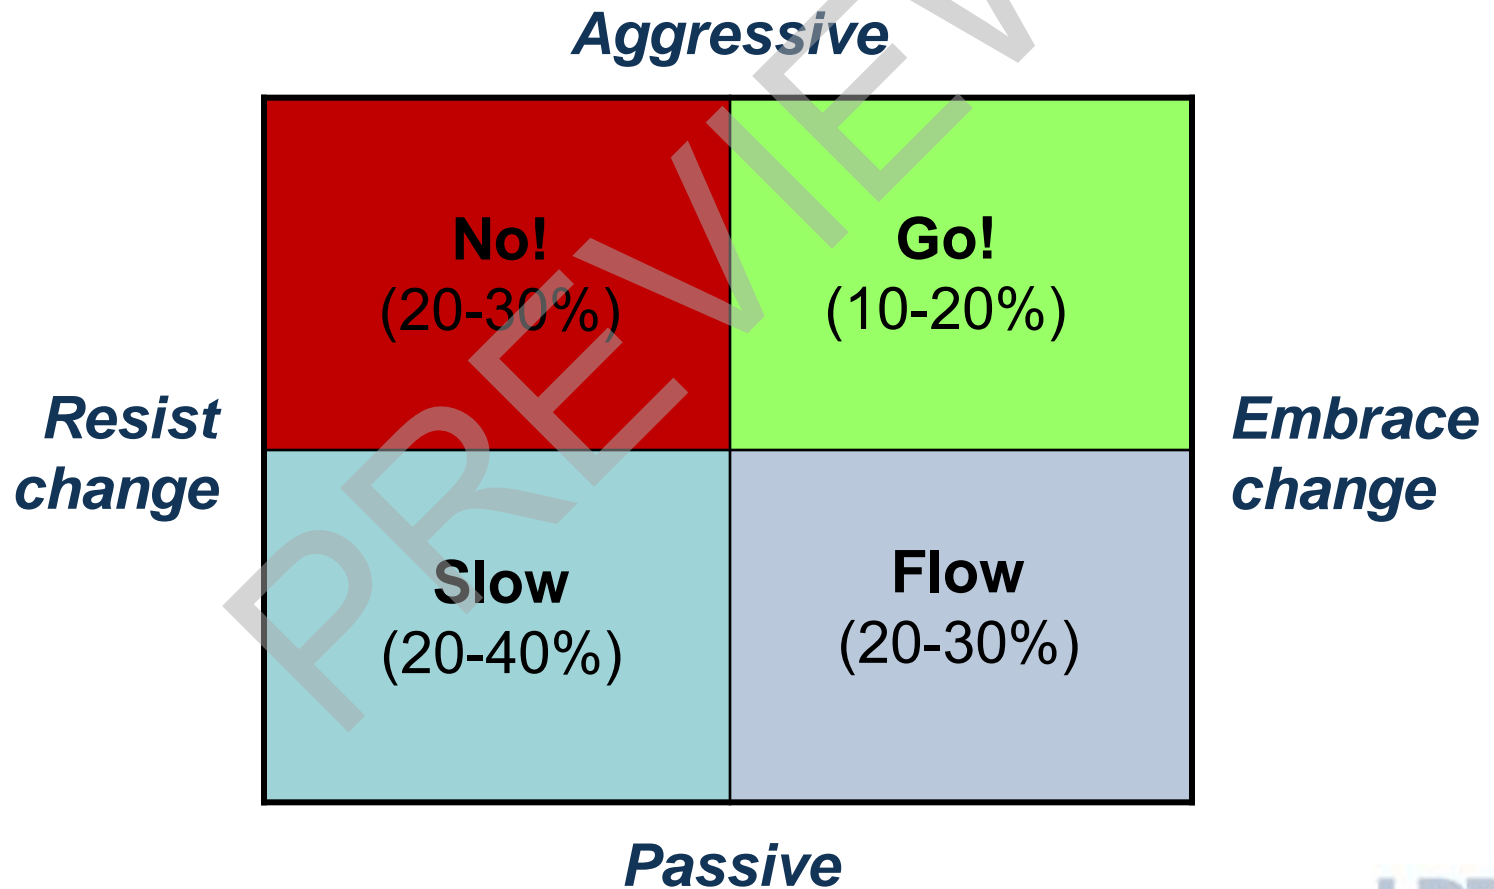 Aggressive
No!
(20-30%)
Go!
(10-20%)
Resist
change
Embrace
change
Slow
(20-40%)
Flow
(20-30%)
Passive
PREVIEW